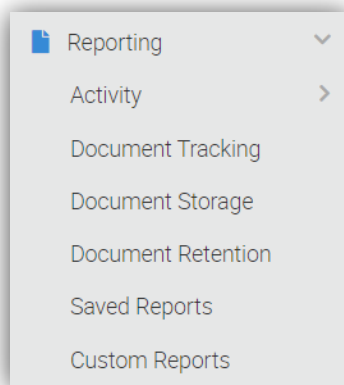 Reporting
Activity
Document Tracking
Document Storage
Document Retention
Saved Reports
Custom Reports